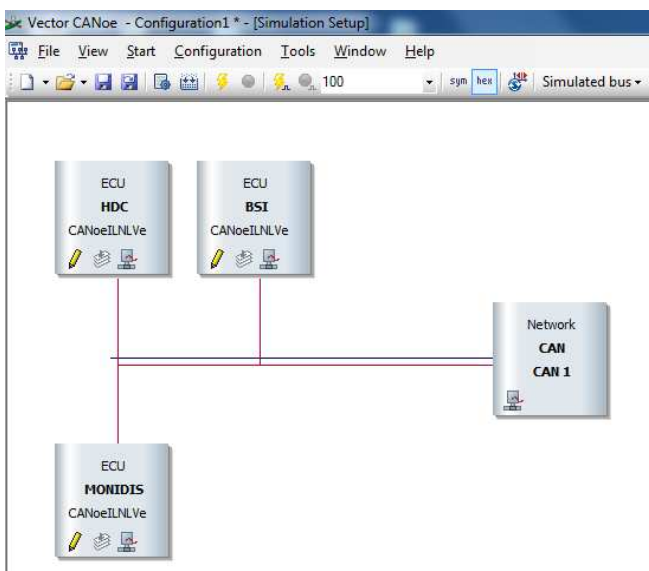 Vector CANoe - Configuration1 * - [Simulation Setup]
File View Start Configuration Tools Window Help
100 sym hex Simulated bus
ECU
HDC
CANoeILNLVe
ECU
BSI
CANoeILNLVe
Network
CAN
CAN 1
ECU
MONIDIS
CANoeILNLVe